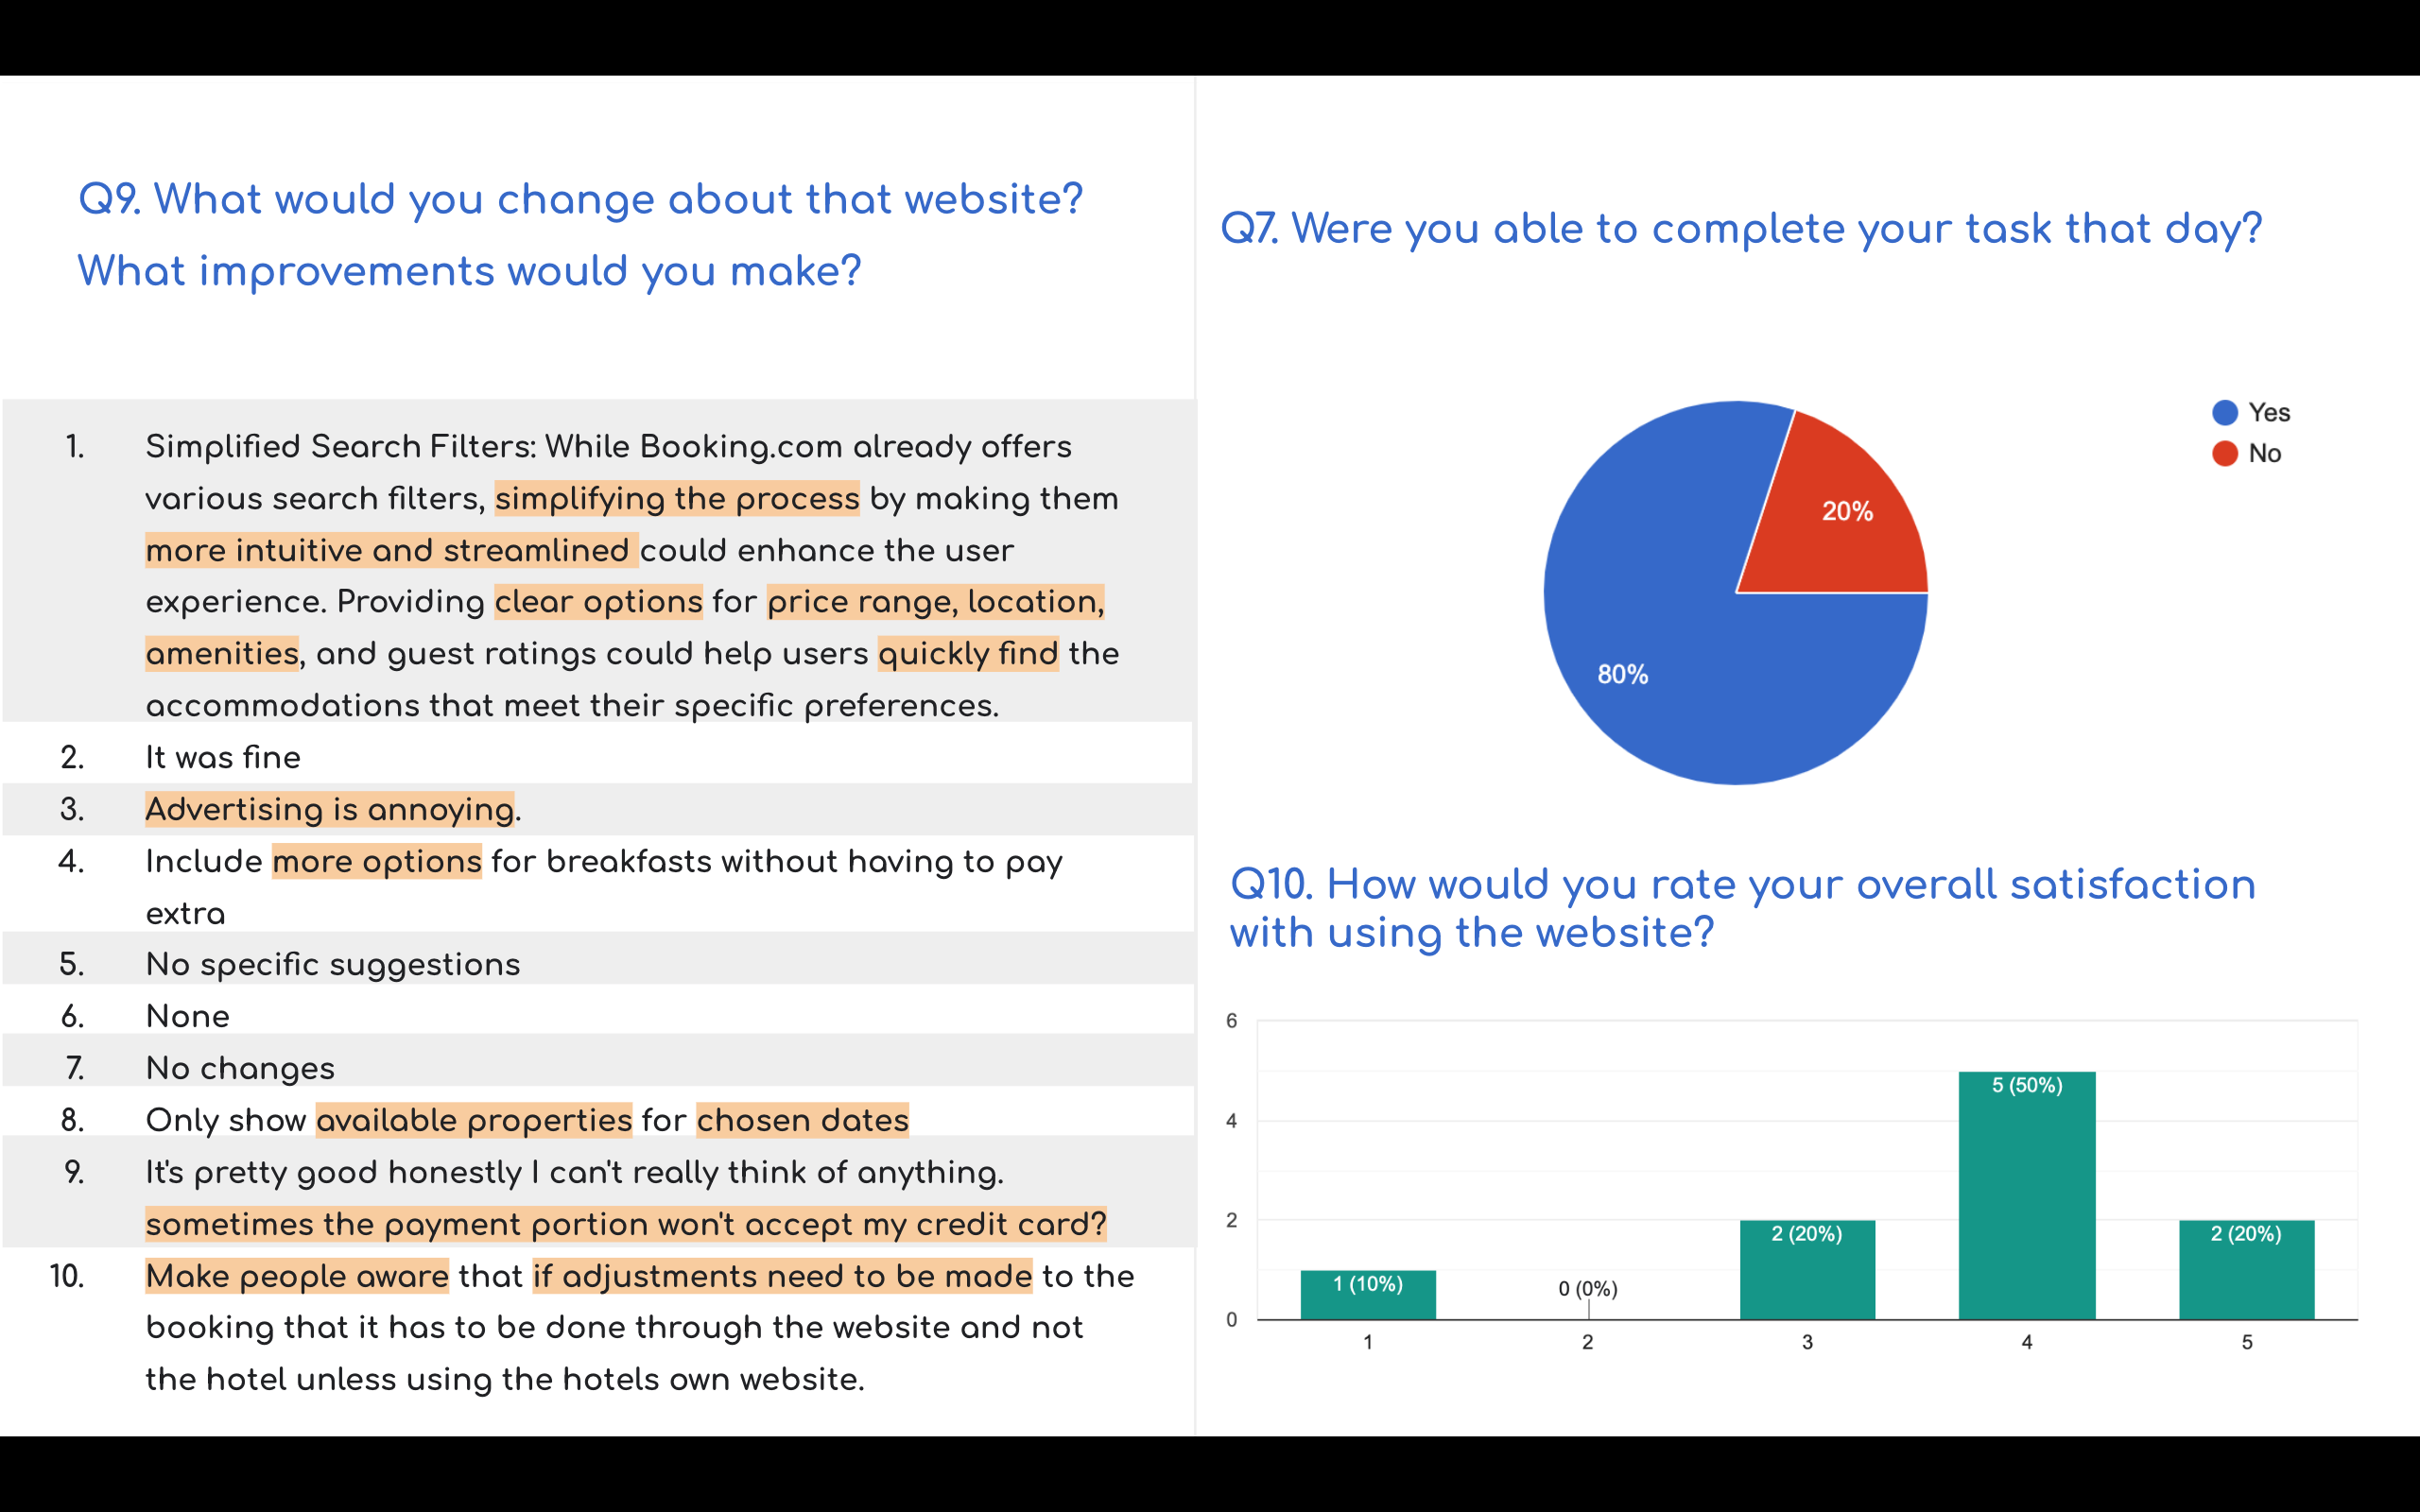 Q9. What would you change about that website?
What improvements would you make?
1. Simplified Search Filters: While Booking.com already offers
various search filters, simplifying the process by making them
more intuitive and streamlined could enhance the user
experience. Providing clear options for price range, location,
amenities, and guest ratings could help users quickly find the
accommodations that meet their specific preferences.
2. It was fine
3. Advertising is annoying.
4. Include more options for breakfasts without having to pay
extra
5. No specific suggestions
6. None
7. No changes
8. Only show available properties for chosen dates
9. It's pretty good honestly I can't really think of anything.
sometimes the payment portion won't accept my credit card?
10. Make people aware that if adjustments need to be made to the
booking that it has to be done through the website and not
the hotel unless using the hotels own website.
Q7. Were you able to complete your task that day?
Yes
No
20%
80%
Q10. How would you rate your overall satisfaction
with using the website?
6
4
2
0
1 (10%)
0 (0%)
2 (20%)
5 (50%)
2 (20%)
1 2 3 4 5